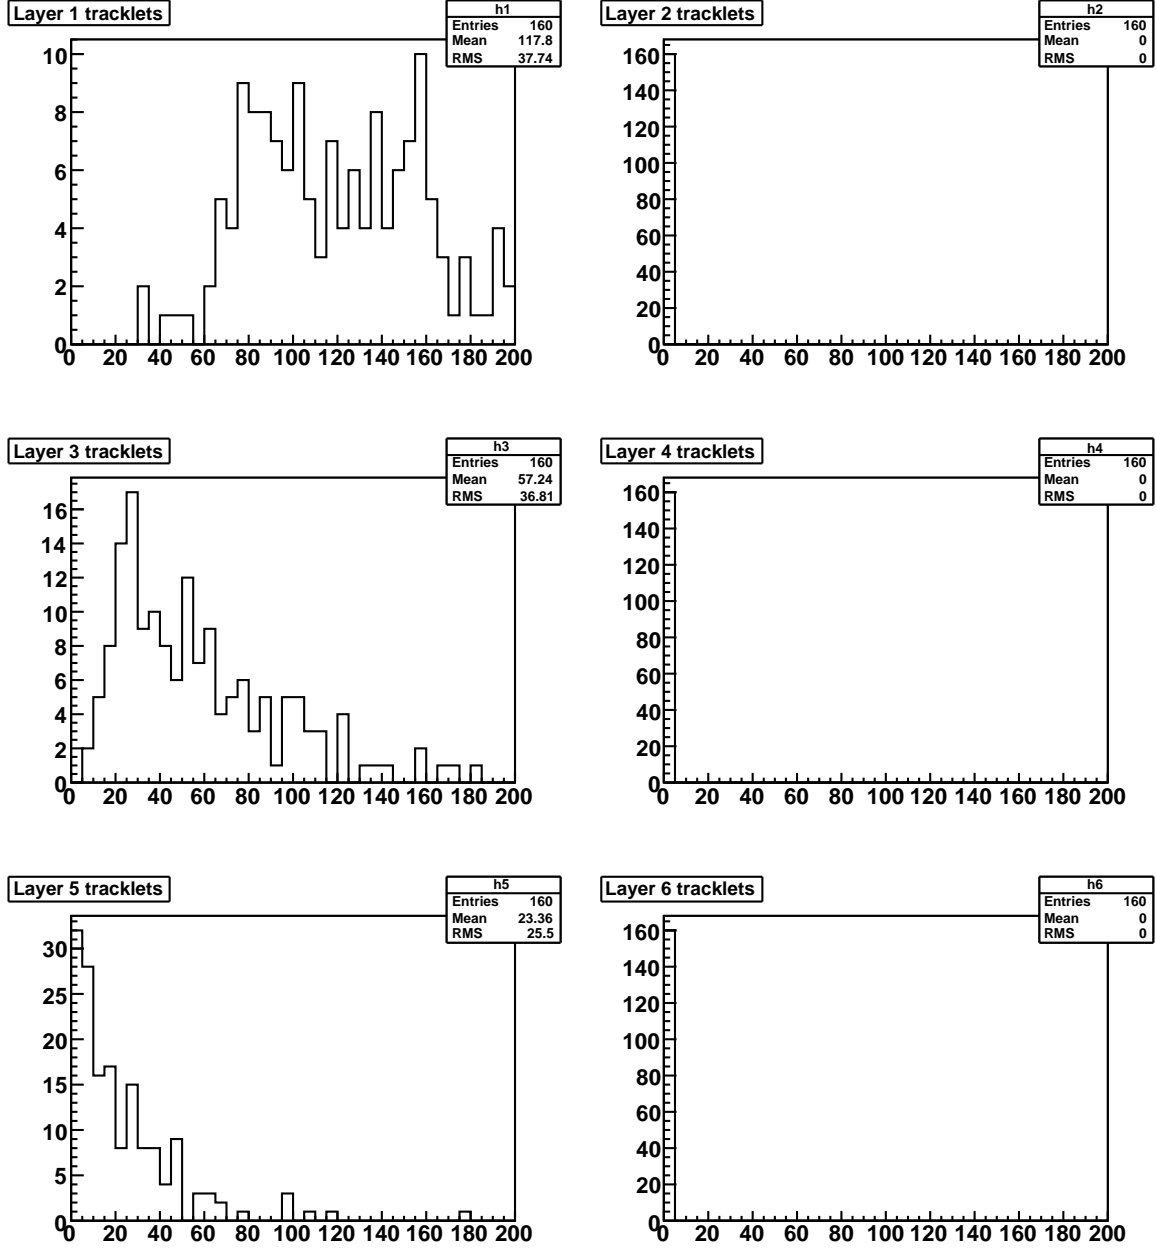 Layer 1 tracklets
h1
Entries 160
Mean 117.8
RMS 37.74
10
8
6
4
2
0
0 20 40 60 80 100 120 140 160 180 200
Layer 2 tracklets
h2
Entries 160
Mean 0
RMS 0
160
140
120
100
80
60
40
20
0
0 20 40 60 80 100 120 140 160 180 200
Layer 3 tracklets
h3
Entries 160
Mean 57.24
RMS 36.81
16
14
12
10
8
6
4
2
0
0 20 40 60 80 100 120 140 160 180 200
Layer 4 tracklets
h4
Entries 160
Mean 0
RMS 0
160
140
120
100
80
60
40
20
0
0 20 40 60 80 100 120 140 160 180 200
Layer 5 tracklets
h5
Entries 160
Mean 23.36
RMS 25.5
30
25
20
15
10
5
0
0 20 40 60 80 100 120 140 160 180 200
Layer 6 tracklets
h6
Entries 160
Mean 0
RMS 0
160
140
120
100
80
60
40
20
0
0 20 40 60 80 100 120 140 160 180 200